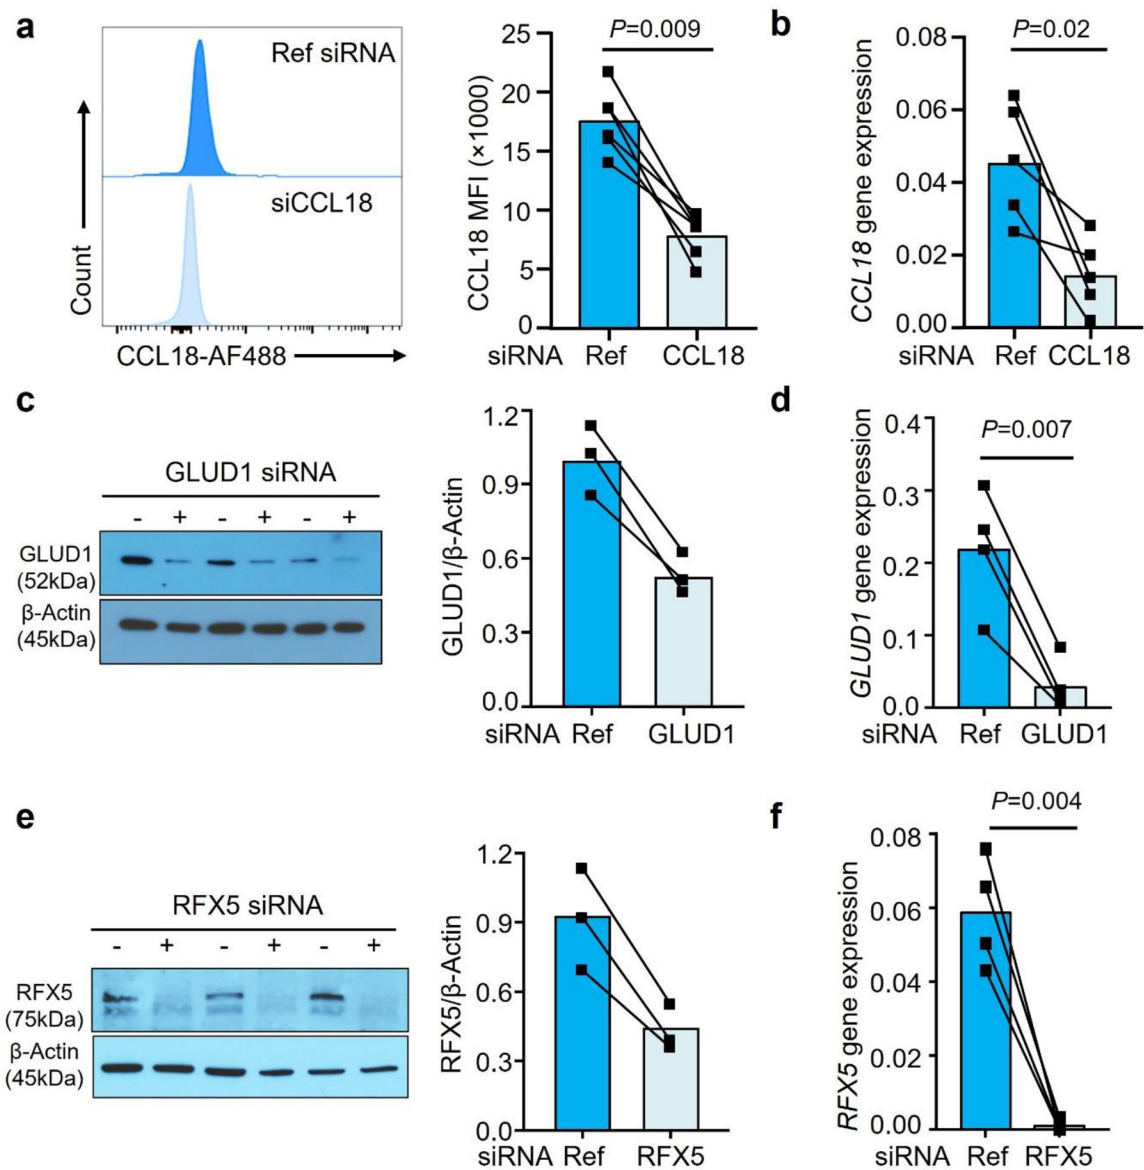 a
Ref siRNA
siCCL18
Count
CCL18-AF488
P=0.009
CCL18 MFI (×1000)
25
20
15
10
5
0
siRNA Ref CCL18
b
P=0.02
CCL18 gene expression
0.08
0.06
0.04
0.02
0.00
siRNA Ref CCL18
c
GLUD1 siRNA
- + - + - +
GLUD1
(52kDa)
β-Actin
(45kDa)
GLUD1/β-Actin
1.2
0.9
0.6
0.3
0.0
siRNA Ref GLUD1
d
P=0.007
GLUD1 gene expression
0.4
0.3
0.2
0.1
0.0
siRNA Ref GLUD1
e
RFX5 siRNA
- + - + - +
RFX5
(75kDa)
β-Actin
(45kDa)
RFX5/β-Actin
1.2
0.9
0.6
0.3
0.0
siRNA Ref RFX5
f
P=0.004
RFX5 gene expression
0.08
0.06
0.04
0.02
0.00
siRNA Ref RFX5